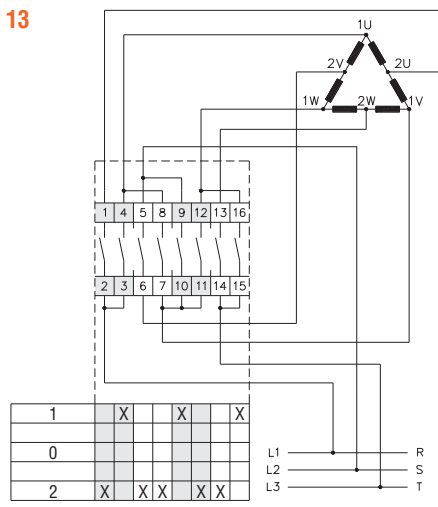 13
1U
2V 2U
1W 2W 1V
1 4 5 8 9 12 13 16
2 3 6 7 10 11 14 15
1 X X X
0
2 X X X X X
L1 R
L2 S
L3 T